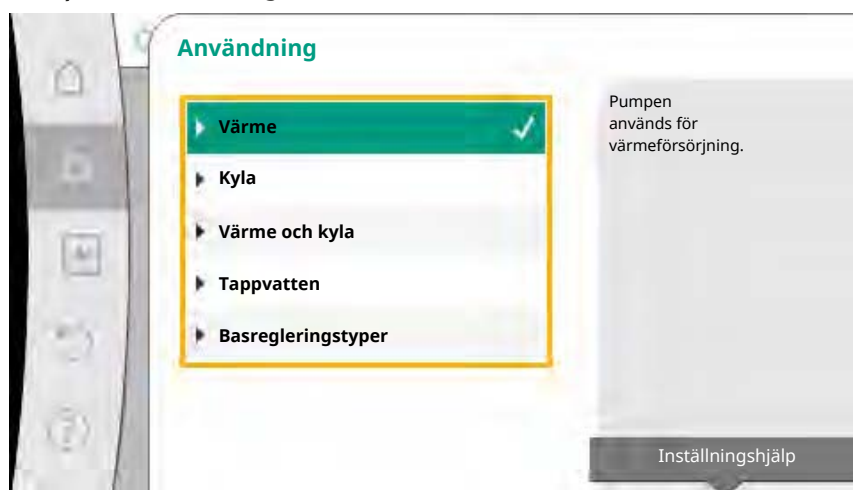 Användning
Värme
Kyla
Värme och kyla
Tappvatten
Basregleringstyper
Pumpen
används för
värmeförsörjning.
Inställningshjälp